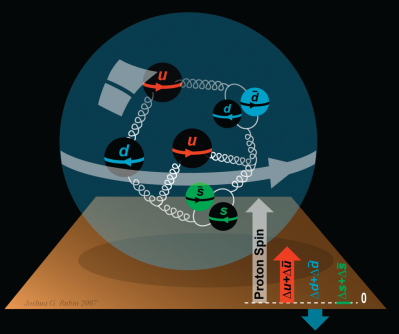 u
d̄
d
d
u
s̄
s
Proton Spin
Δu+Δū
Δd+Δd̄
Δs+Δs̄
0
Joshua G. Rubin 2007